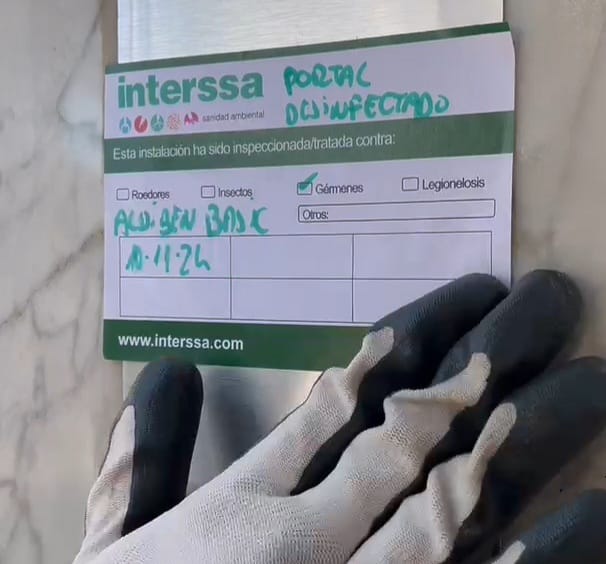 interssa PORTAL
DESINFECTADO
sanidad ambiental
Esta instalación ha sido inspeccionada/tratada contra:
Roedores Insectos Gérmenes Legionelosis
BASIC Otros:
11-24
www.interssa.com